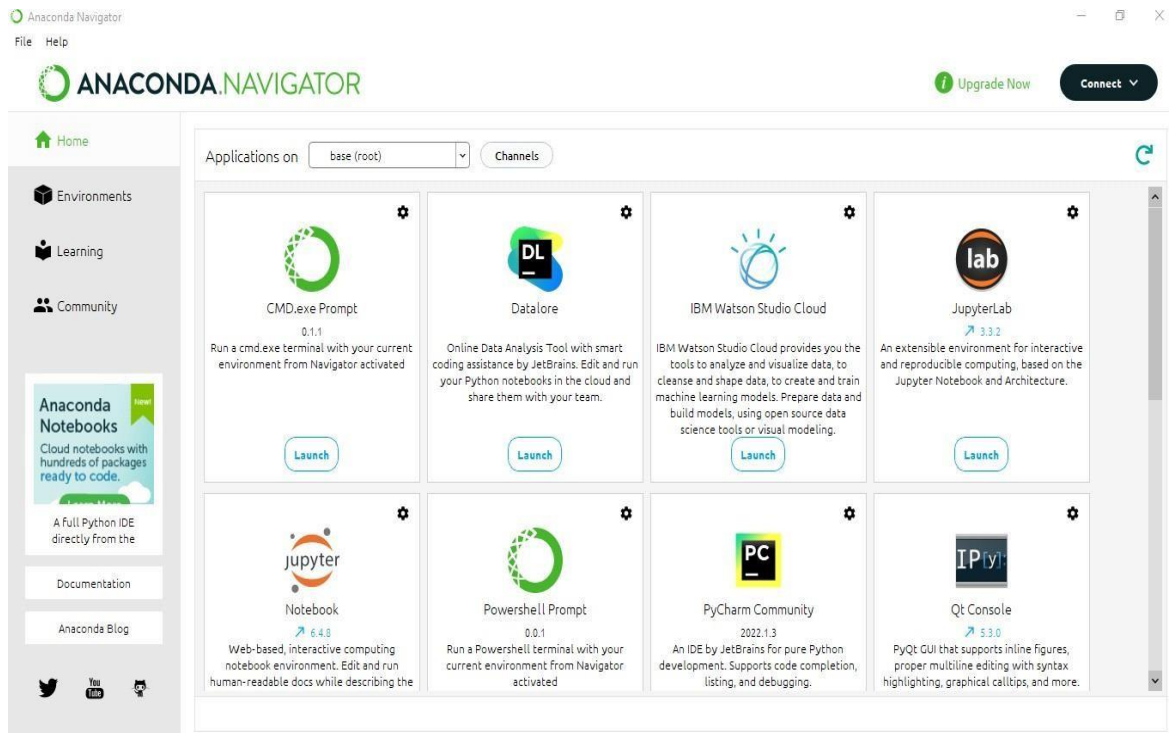 Anaconda Navigator
File Help
ANACONDA.NAVIGATOR
Upgrade Now
Connect
Home
Environments
Learning
Community
Anaconda
Notebooks
New!
Cloud notebooks with
hundreds of packages
ready to code.
Learn More
A full Python IDE
directly from the
Documentation
Anaconda Blog
You
Tube
Applications on
base (root)
Channels
CMD.exe Prompt
0.1.1
Run a cmd.exe terminal with your current
environment from Navigator activated
Launch
DL
Datalore
Online Data Analysis Tool with smart
coding assistance by JetBrains. Edit and run
your Python notebooks in the cloud and
share them with your team.
Launch
IBM Watson Studio Cloud
IBM Watson Studio Cloud provides you the
tools to analyze and visualize data, to
cleanse and shape data, to create and train
machine learning models. Prepare data and
build models, using open source data
science tools or visual modeling.
Launch
lab
JupyterLab
3.3.2
An extensible environment for interactive
and reproducible computing, based on the
Jupyter Notebook and Architecture.
Launch
jupyter
Notebook
6.4.8
Web-based, interactive computing
notebook environment. Edit and run
human-readable docs while describing the
Powershell Prompt
0.0.1
Run a Powershell terminal with your
current environment from Navigator
activated
PC
PyCharm Community
2022.1.3
An IDE by JetBrains for pure Python
development. Supports code completion,
listing, and debugging.
IP[y]:
Qt Console
5.3.0
PyQt GUI that supports inline figures,
proper multiline editing with syntax
highlighting, graphical calltips, and more.